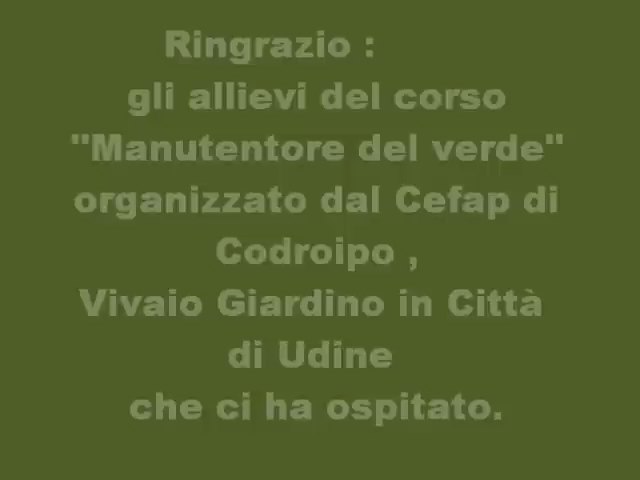 Ringrazio :
gli allievi del corso
"Manutentore del verde"
organizzato dal Cefap di
Codroipo ,
Vivaio Giardino in Città
di Udine
che ci ha ospitato.